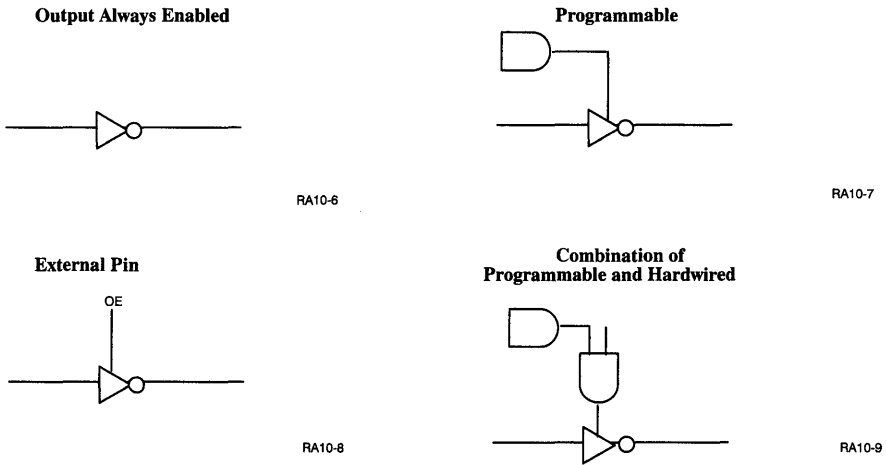 Output Always Enabled
Programmable
RA10-6
RA10-7
External Pin
OE
Combination of
Programmable and Hardwired
RA10-8
RA10-9